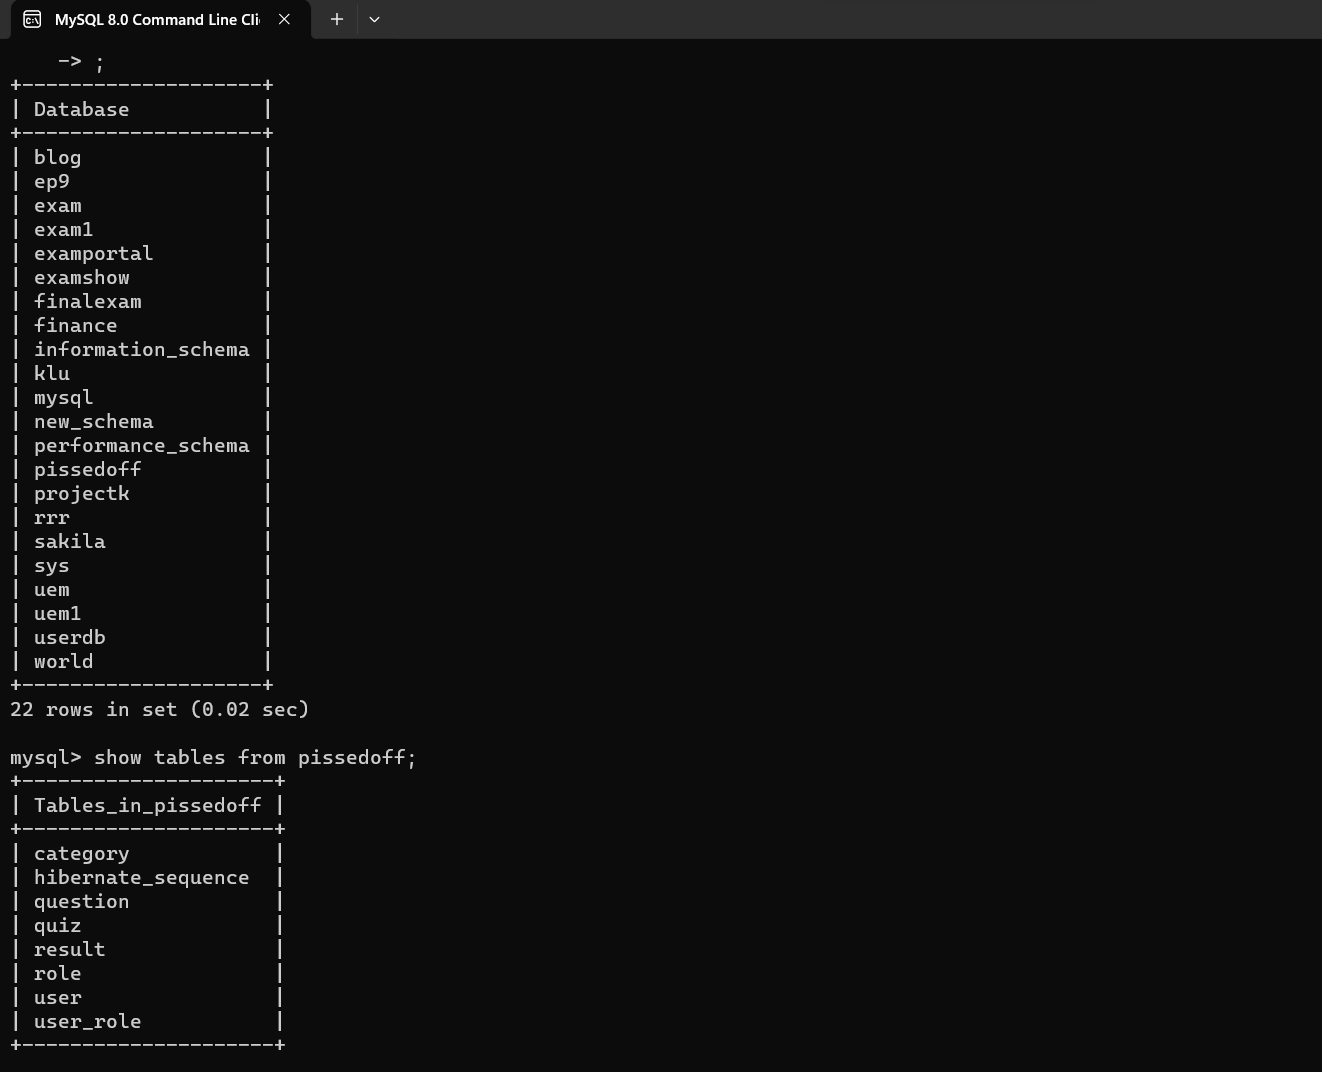 MySQL 8.0 Command Line Cli
    -> ;
+--------------------+
| Database           |
+--------------------+
| blog               |
| ep9                |
| exam               |
| exam1              |
| examportal         |
| examshow           |
| finalexam          |
| finance            |
| information_schema |
| klu                |
| mysql              |
| new_schema         |
| performance_schema |
| pissedoff          |
| projectk           |
| rrr                |
| sakila             |
| sys                |
| uem                |
| uem1               |
| userdb             |
| world              |
+--------------------+
22 rows in set (0.02 sec)

mysql> show tables from pissedoff;
+---------------------+
| Tables_in_pissedoff |
+---------------------+
| category            |
| hibernate_sequence  |
| question            |
| quiz                |
| result              |
| role                |
| user                |
| user_role           |
+---------------------+